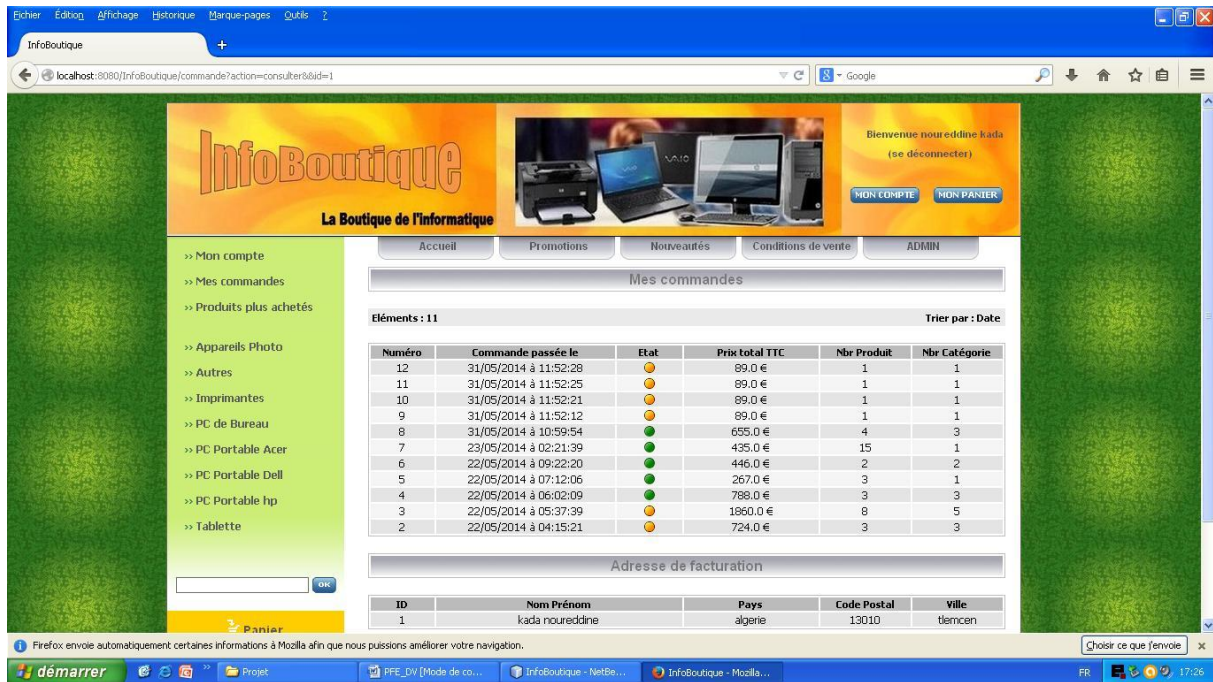 Fichier Édition Affichage Historique Marque-pages Outils ?
InfoBoutique +
localhost:8080/InfoBoutique/commande?action=consulter&&id=1
8 Google
InfoBoutique
La Boutique de l'Informatique
VAIO
Bienvenue noureddine kada
(se déconnecter)
MON COMPTE MON PANIER
Accueil Promotions Nouveautés Conditions de vente ADMIN
>> Mon compte
>> Mes commandes
>> Produits plus achetés
>> Appareils Photo
>> Autres
>> Imprimantes
>> PC de Bureau
>> PC Portable Acer
>> PC Portable Dell
>> PC Portable hp
>> Tablette
OK
Panier
Mes commandes
Eléments : 11 Trier par : Date
Numéro Commande passée le Etat Prix total TTC Nbr Produit Nbr Catégorie
12 31/05/2014 à 11:52:28 89.0 € 1 1
11 31/05/2014 à 11:52:25 89.0 € 1 1
10 31/05/2014 à 11:52:21 89.0 € 1 1
9 31/05/2014 à 11:52:12 89.0 € 1 1
8 31/05/2014 à 10:59:54 655.0 € 4 3
7 23/05/2014 à 02:21:39 435.0 € 15 1
6 22/05/2014 à 09:22:20 446.0 € 2 2
5 22/05/2014 à 07:12:06 267.0 € 3 1
4 22/05/2014 à 06:02:09 788.0 € 3 3
3 22/05/2014 à 05:37:39 1860.0 € 8 5
2 22/05/2014 à 04:15:21 724.0 € 3 3
Adresse de facturation
ID Nom Prénom Pays Code Postal Ville
1 kada noureddine algerie 13010 tlemcen
Firefox envoie automatiquement certaines informations à Mozilla afin que nous puissions améliorer votre navigation. Choisir ce que j'envoie
démarrer Projet PFE_DV [Mode de co... InfoBoutique - NetBe... InfoBoutique - Mozilla... FR 17:26